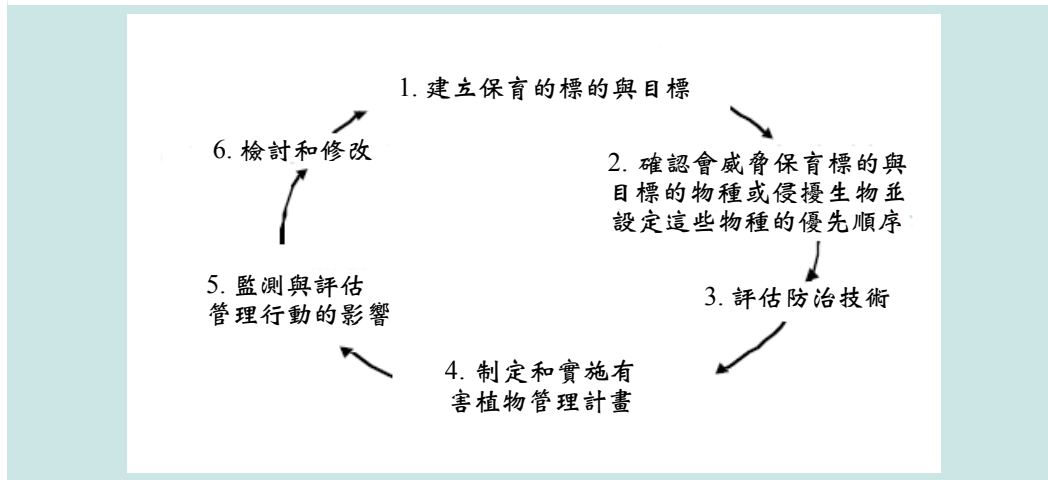 1. 建立保育的標的與目標
2. 確認會威脅保育標的與
目標的物種或侵擾生物並
設定這些物種的優先順序
3. 評估防治技術
4. 制定和實施有
害植物管理計畫
5. 監測與評估
管理行動的影響
6. 檢討和修改